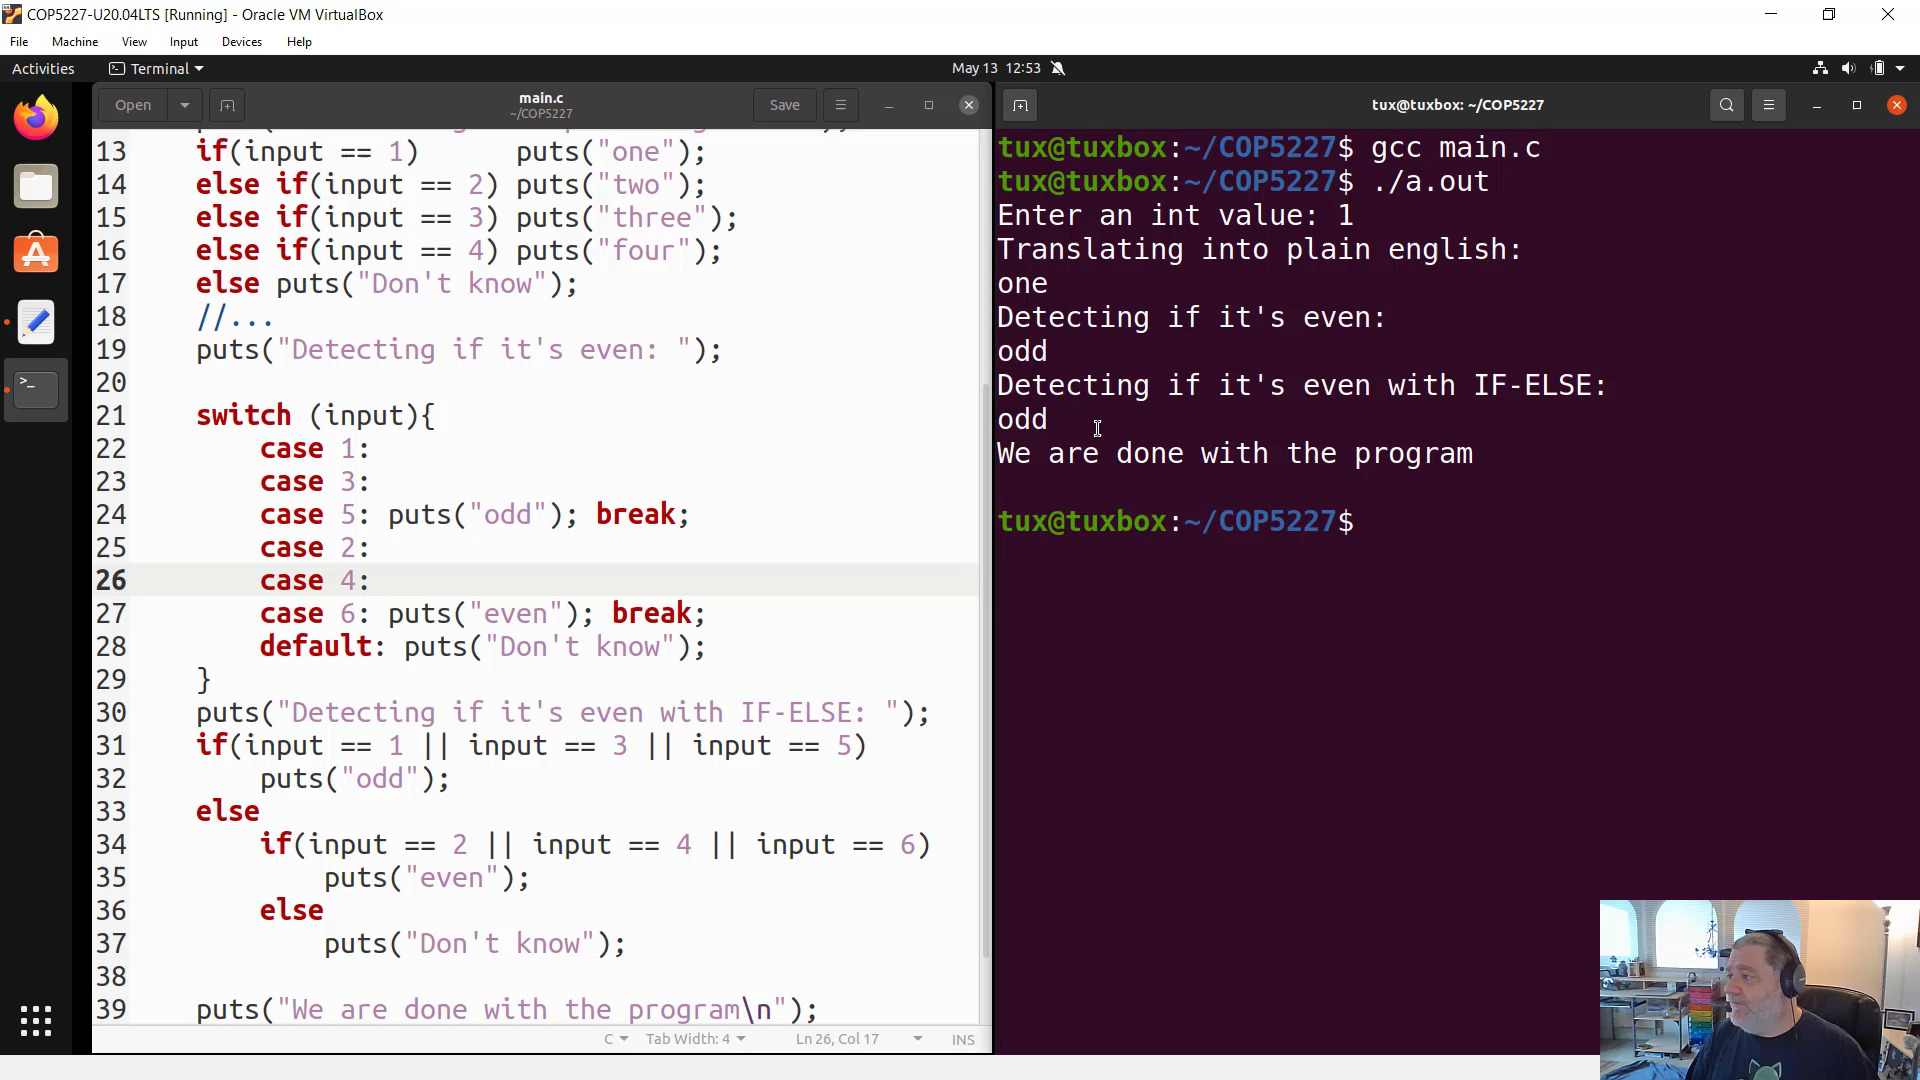 COP5227-U20.04LTS [Running] - Oracle VM VirtualBox
File Machine View Input Devices Help
Activities Terminal May 13 12:53
Open main.c Save
~/COP5227
13 if(input == 1) puts("one");
14 else if(input == 2) puts("two");
15 else if(input == 3) puts("three");
16 else if(input == 4) puts("four");
17 else puts("Don't know");
18 //...
19 puts("Detecting if it's even: ");
20
21 switch (input){
22 case 1:
23 case 3:
24 case 5: puts("odd"); break;
25 case 2:
26 case 4:
27 case 6: puts("even"); break;
28 default: puts("Don't know");
29 }
30 puts("Detecting if it's even with IF-ELSE: ");
31 if(input == 1 || input == 3 || input == 5)
32 puts("odd");
33 else
34 if(input == 2 || input == 4 || input == 6)
35 puts("even");
36 else
37 puts("Don't know");
38
39 puts("We are done with the program\n");
C Tab Width: 4 Ln 26, Col 17 INS
tux@tuxbox: ~/COP5227
tux@tuxbox:~/COP5227$ gcc main.c
tux@tuxbox:~/COP5227$ ./a.out
Enter an int value: 1
Translating into plain english:
one
Detecting if it's even:
odd
Detecting if it's even with IF-ELSE:
odd
We are done with the program
tux@tuxbox:~/COP5227$